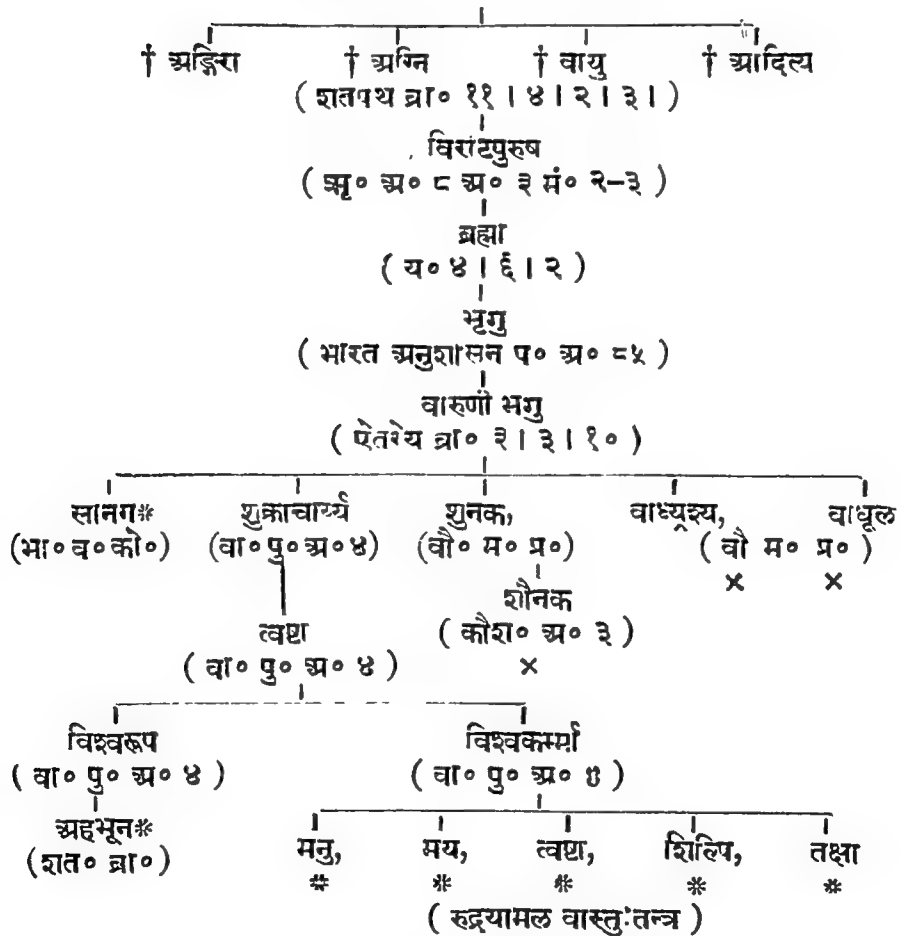 † अङ्गिरा † अग्नि † वायु † आदित्य
( शतपथ ब्रा० ११ । ४ । २ । ३ । )
विराटपुरुष
( ऋ० अ० ८ अ० ३ मं० २-३ )
ब्रह्मा
( य० ४ । ६ । २ )
भृगु
( भारत अनुशासन प० अ० ८५ )
वारुणी भगु
( ऐतरेय ब्रा० ३ । ३ । १० )
सानग* शुक्राचार्य्य शुनक, वाध्यूश्य, वाधूल
(भा० व० को०) (वा० पु० अ० ४) (वौ० म० प्र०) ( वौ म० प्र० )
× ×
शौनक
( कौश० अ० ३ )
×
त्वष्टा
( वा० पु० अ० ४ )
विश्वरूप विश्वकर्म्मा
( वा० पु० अ० ४ ) ( वा० पु० अ० ४ )
अहभून*
(शत० ब्रा०)
मनु, मय, त्वष्टा, शिल्पि, तक्षा
* * * * *
( रुद्रयामल वास्तुःतन्त्र )